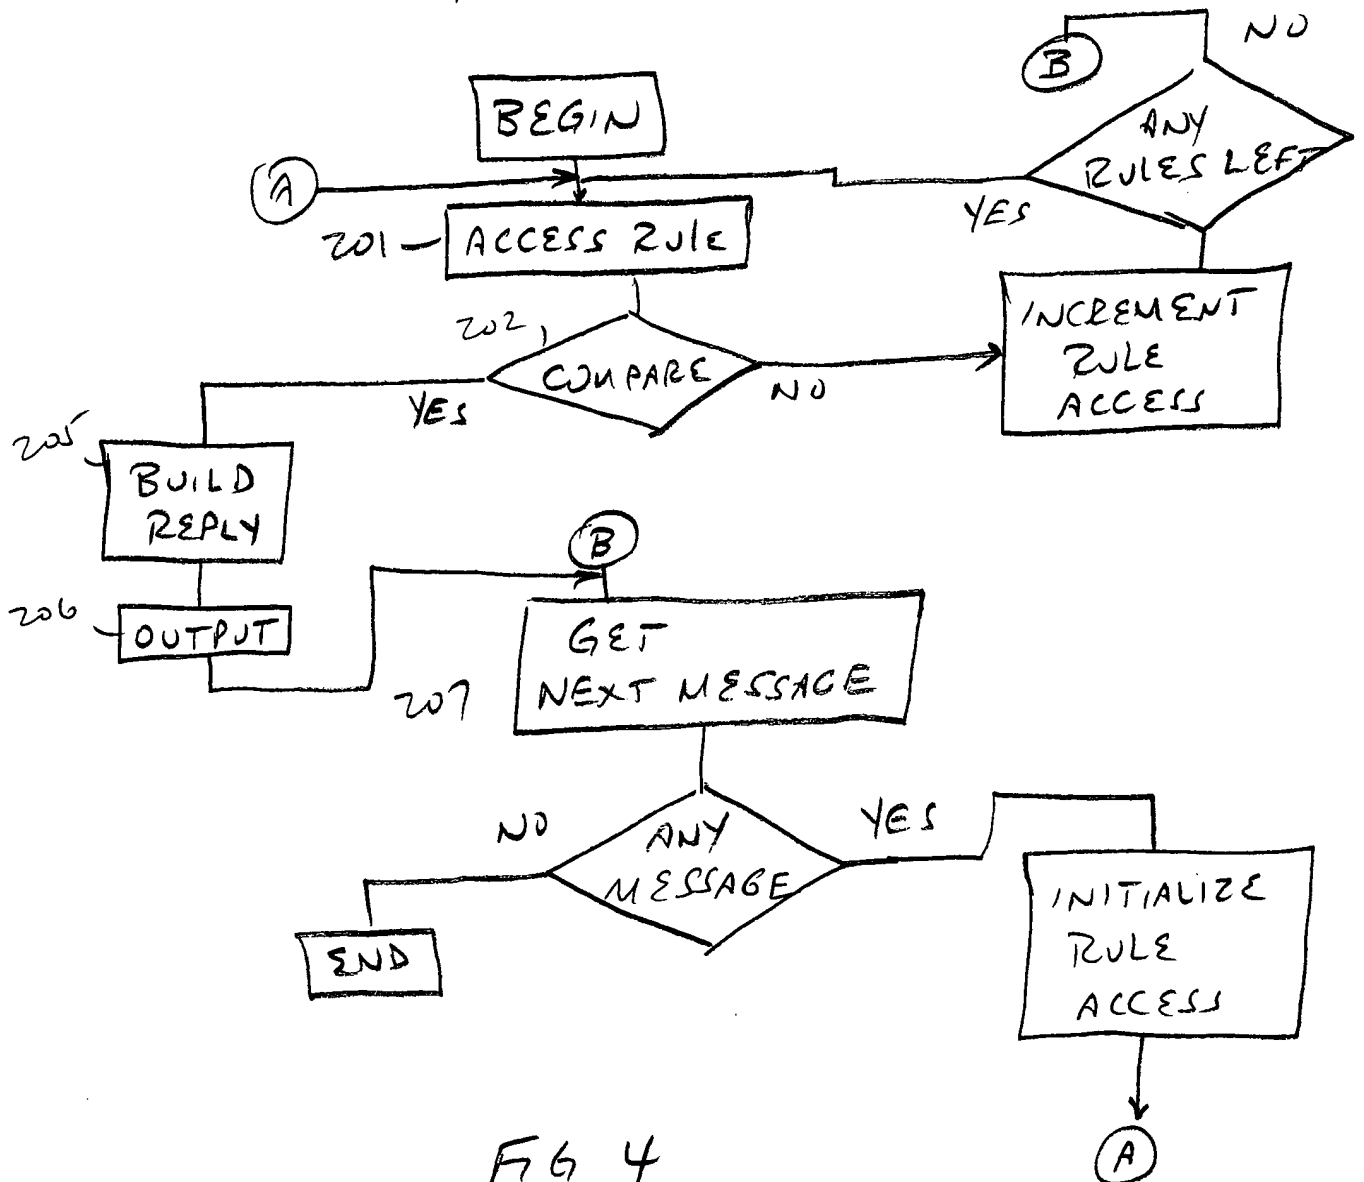 NO
B
BEGIN
ANY
RULES LEFT
A
YES
201
ACCESS RULE
202
COMPARE
YES
NO
INCREMENT
RULE
ACCESS
205
BUILD
REPLY
B
206
OUTPUT
GET
NEXT MESSAGE
207
NO
ANY
MESSAGE
YES
INITIALIZE
RULE
ACCESS
END
A
FIG 4